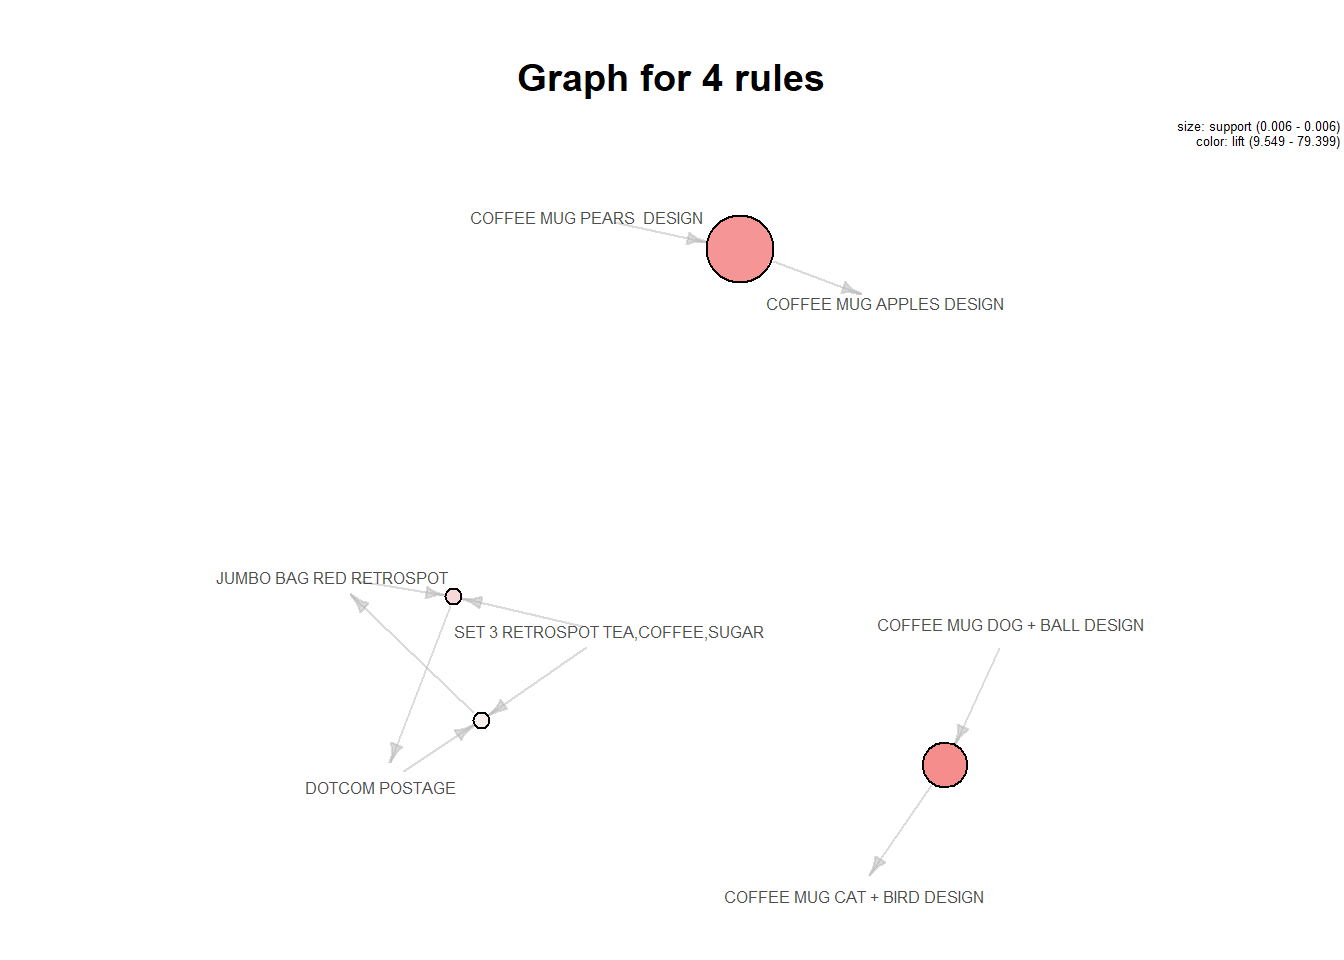 Graph for 4 rules
size: support (0.006 - 0.006)
color: lift (9.549 - 79.399)
COFFEE MUG PEARS  DESIGN
COFFEE MUG APPLES DESIGN
JUMBO BAG RED RETROSPOT
SET 3 RETROSPOT TEA,COFFEE,SUGAR
COFFEE MUG DOG + BALL DESIGN
DOTCOM POSTAGE
COFFEE MUG CAT + BIRD DESIGN